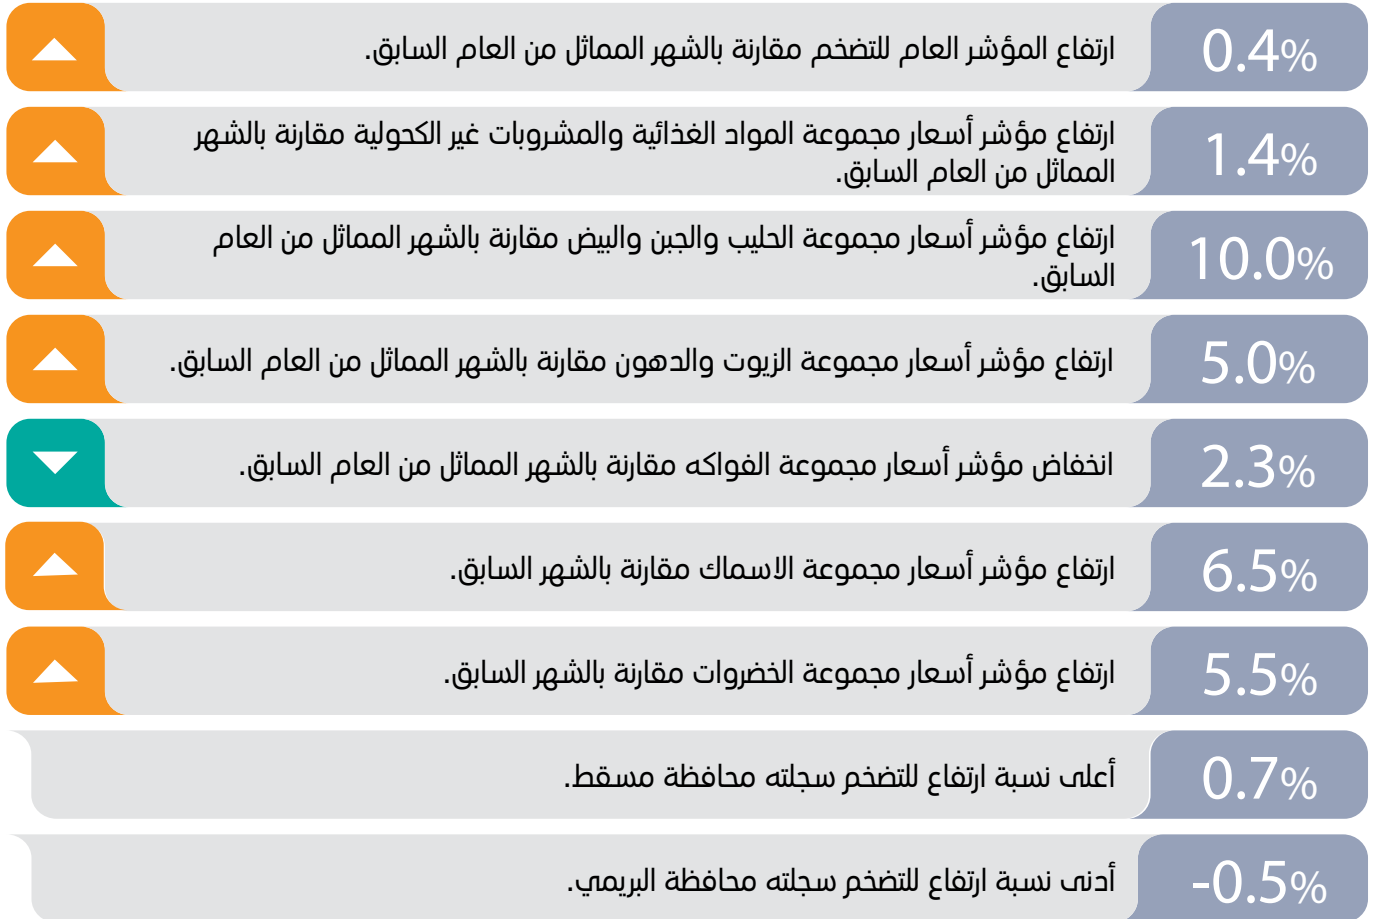 0.4%
ارتفاع المؤشر العام للتضخم مقارنة بالشهر المماثل من العام السابق.
1.4%
ارتفاع مؤشر أسعار مجموعة المواد الغذائية والمشروبات غير الكحولية مقارنة بالشهر
المماثل من العام السابق.
10.0%
ارتفاع مؤشر أسعار مجموعة الحليب والجبن والبيض مقارنة بالشهر المماثل من العام
السابق.
5.0%
ارتفاع مؤشر أسعار مجموعة الزيوت والدهون مقارنة بالشهر المماثل من العام السابق.
2.3%
انخفاض مؤشر أسعار مجموعة الفواكه مقارنة بالشهر المماثل من العام السابق.
6.5%
ارتفاع مؤشر أسعار مجموعة الاسماك مقارنة بالشهر السابق.
5.5%
ارتفاع مؤشر أسعار مجموعة الخضروات مقارنة بالشهر السابق.
0.7%
أعلى نسبة ارتفاع للتضخم سجلته محافظة مسقط.
-0.5%
أدنى نسبة ارتفاع للتضخم سجلته محافظة البريمي.